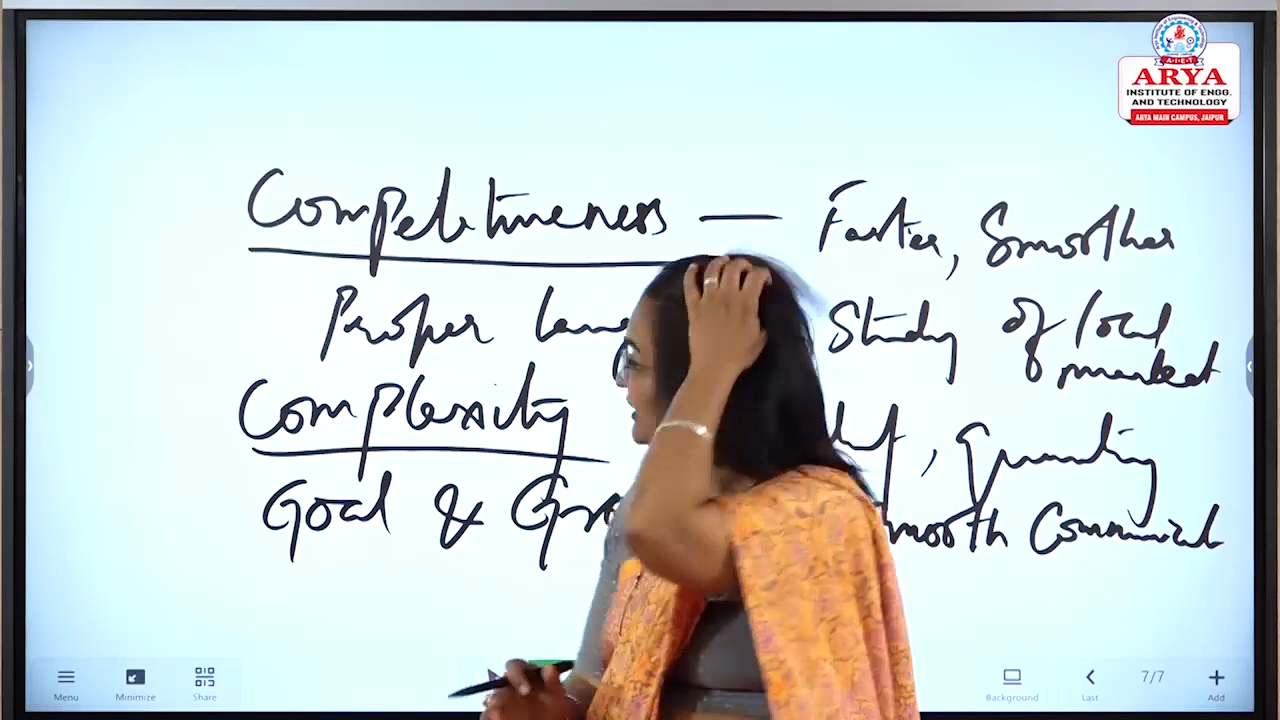 ARYA
INSTITUTE OF ENGG.
AND TECHNOLOGY
ARYA MAIN CAMPUS, JAIPUR
A·I·E·T
Competitiveness — Faster, Smoother
Proper Study of local market
Complexity , Quantity
Goal & Smooth
Menu
Minimize
Share
Background
Last
7/7
Add